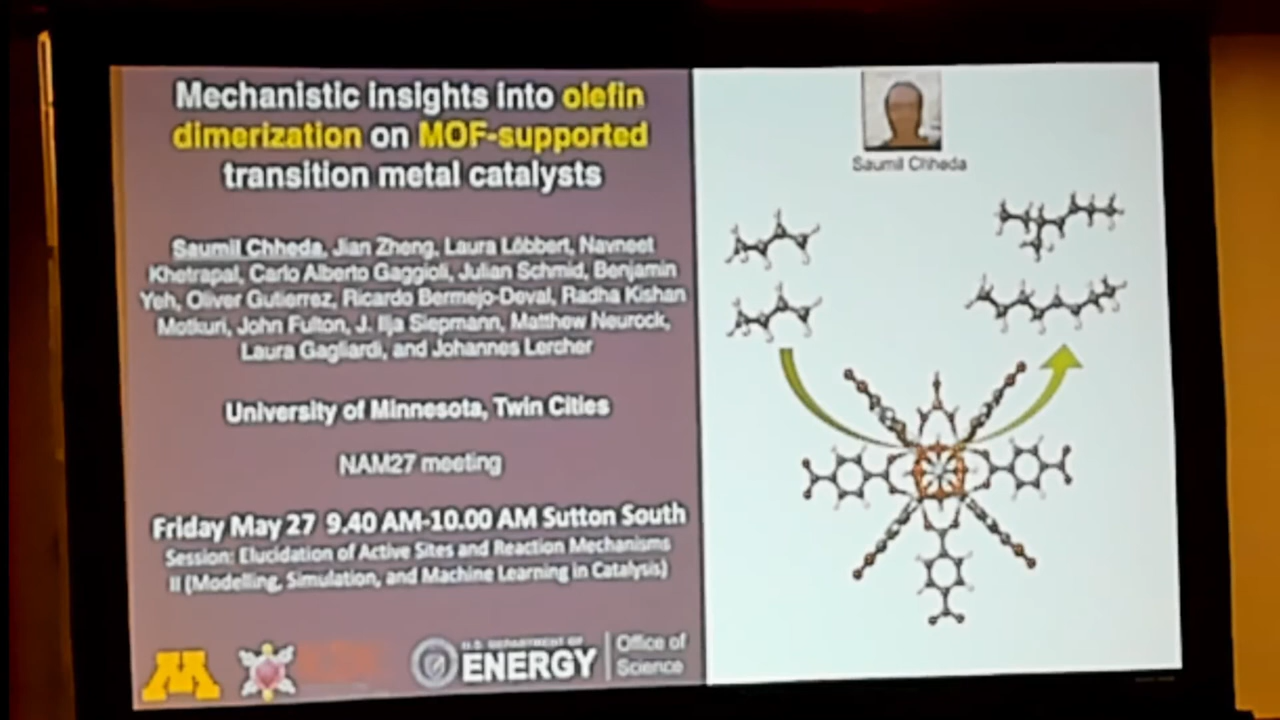 Mechanistic insights into olefin
dimerization on MOF-supported
transition metal catalysts
Saumil Chheda, Jian Zheng, Laura Löbbert, Navneet
Khetrapal, Carlo Alberto Gaggioli, Julian Schmid, Benjamin
Yeh, Oliver Gutierrez, Ricardo Bermejo-Deval, Radha Kishan
Motkuri, John Fulton, J. Ilja Siepmann, Matthew Neurock,
Laura Gagliardi, and Johannes Lercher
University of Minnesota, Twin Cities
NAM27 meeting
Friday May 27 9.40 AM-10.00 AM Sutton South
Session: Elucidation of Active Sites and Reaction Mechanisms
II (Modelling, Simulation, and Machine Learning in Catalysis)
M
U.S. DEPARTMENT OF
ENERGY
Office of
Science
Saumil Chheda